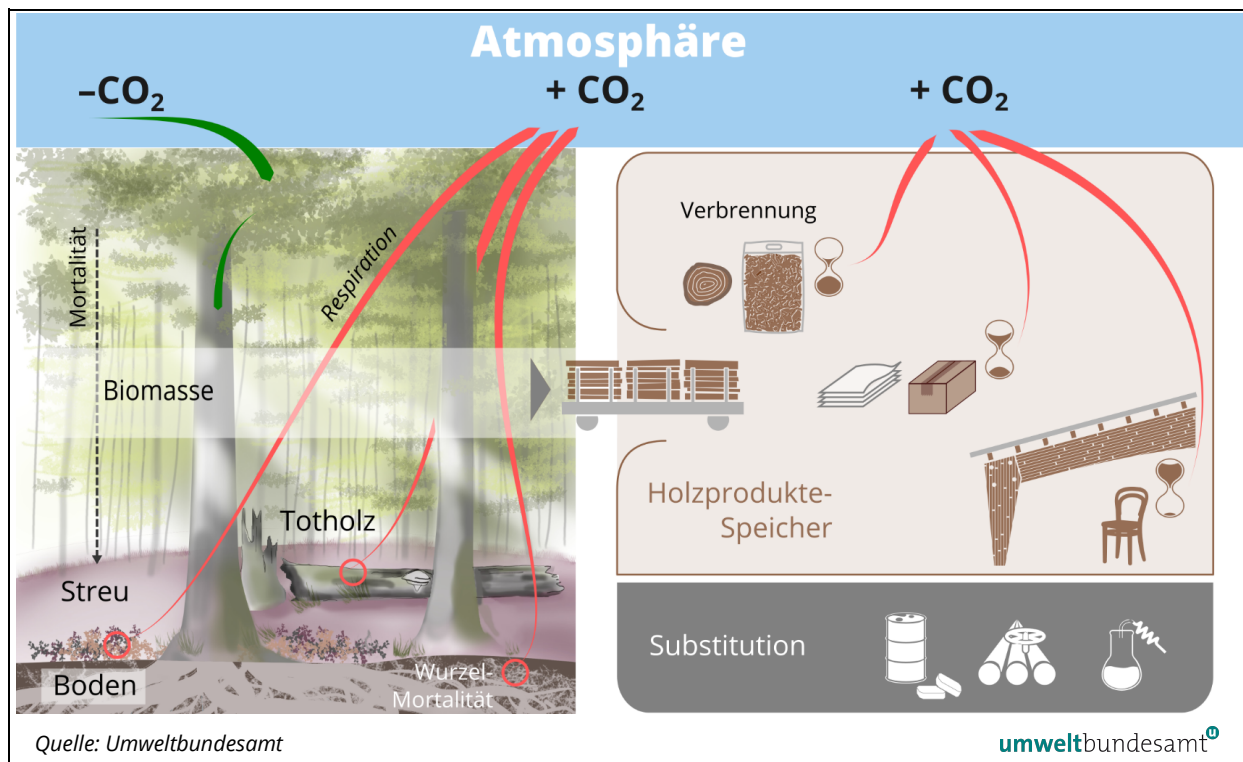 Atmosphäre
–CO₂
+ CO₂
+ CO₂
Mortalität
Respiration
Biomasse
Totholz
Streu
Boden
Wurzel-
Mortalität
Verbrennung
Holzprodukte-
Speicher
Substitution
Quelle: Umweltbundesamt
umweltbundesamt u